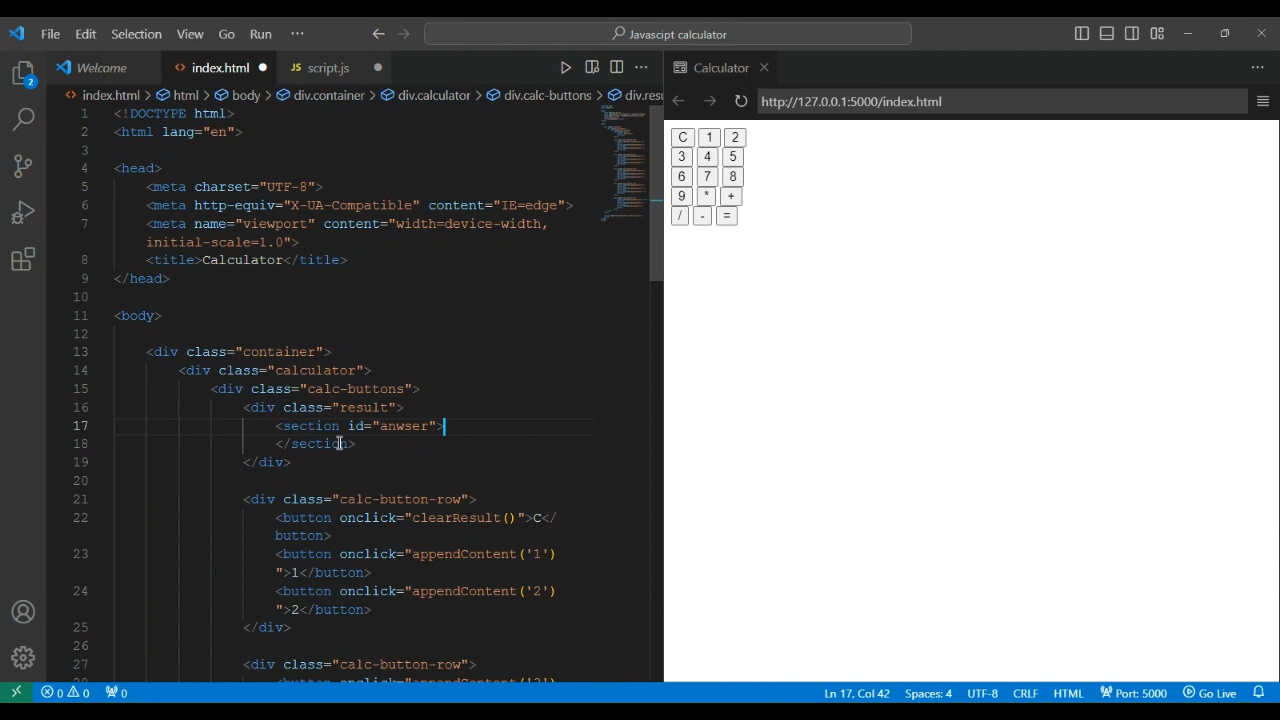 File Edit Selection View Go Run ··· Javascipt calculator
2
Welcome index.html script.js ···
index.html > html > body > div.container > div.calculator > div.calc-buttons > div.resu
1 <!DOCTYPE html>
2 <html lang="en">
3
4 <head>
5 <meta charset="UTF-8">
6 <meta http-equiv="X-UA-Compatible" content="IE=edge">
7 <meta name="viewport" content="width=device-width,
initial-scale=1.0">
8 <title>Calculator</title>
9 </head>
10
11 <body>
12
13 <div class="container">
14 <div class="calculator">
15 <div class="calc-buttons">
16 <div class="result">
17 <section id="anwser">
18 </section>
19 </div>
20
21 <div class="calc-button-row">
22 <button onclick="clearResult()">C</
button>
23 <button onclick="appendContent('1')
">1</button>
24 <button onclick="appendContent('2')
">2</button>
25 </div>
26
27 <div class="calc-button-row">
Calculator ···
http://127.0.0.1:5000/index.html
C 1 2
3 4 5
6 7 8
9 * +
/ - =
0 0 0 Ln 17, Col 42 Spaces: 4 UTF-8 CRLF HTML Port: 5000 Go Live